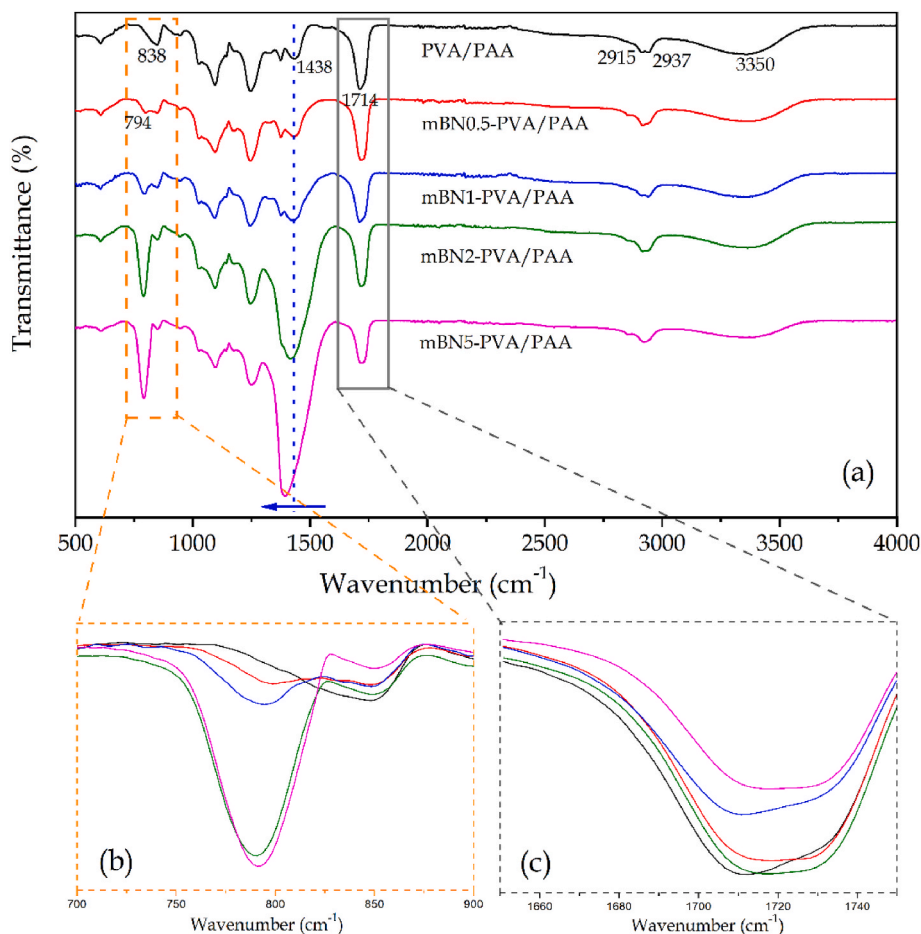 Transmittance (%)
838
1438
PVA/PAA
2915
2937
3350
1714
794
mBN0.5-PVA/PAA
mBN1-PVA/PAA
mBN2-PVA/PAA
mBN5-PVA/PAA
(a)
500 1000 1500 2000 2500 3000 3500 4000
Wavenumber (cm⁻¹)
(b)
700 750 800 850 900
Wavenumber (cm⁻¹)
(c)
1660 1680 1700 1720 1740
Wavenumber (cm⁻¹)